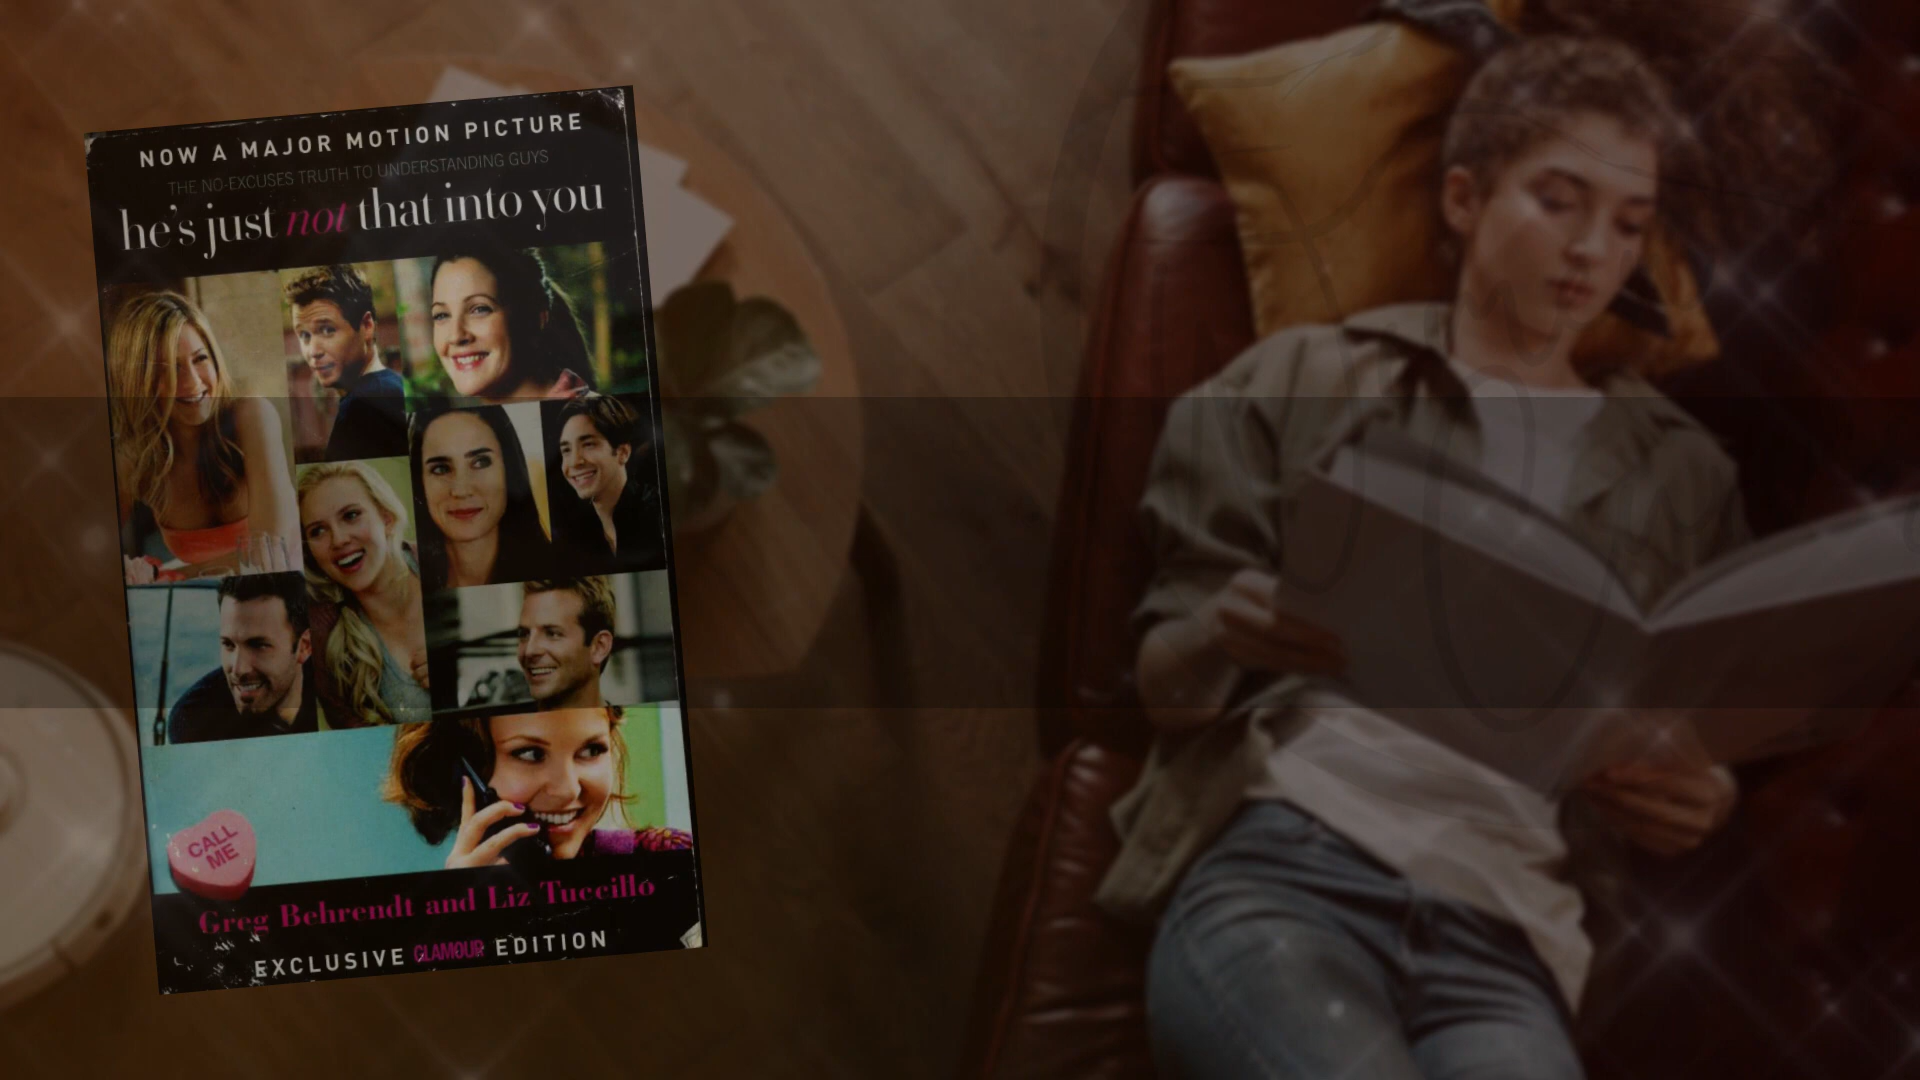 NOW A MAJOR MOTION PICTURE
THE NO-EXCUSES TRUTH TO UNDERSTANDING GUYS
he's just not that into you
CALL
ME
Greg Behrendt and Liz Tuccillo
EXCLUSIVE GLAMOUR EDITION